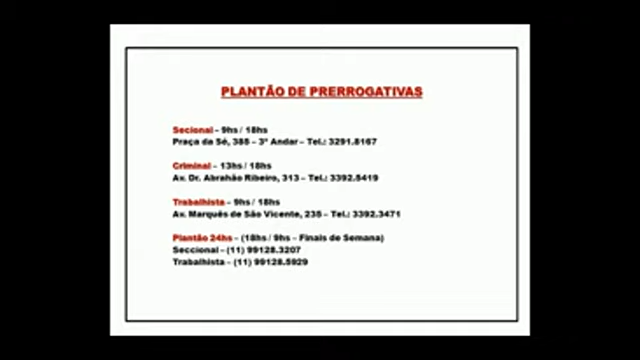 PLANTÃO DE PRERROGATIVAS
Secional – 9hs / 18hs
Praça da Sé, 385 – 3º Andar – Tel.: 3291.8167
Criminal – 13hs / 18hs
Av. Dr. Abrahão Ribeiro, 313 – Tel.: 3392.5419
Trabalhista – 9hs / 18hs
Av. Marquês de São Vicente, 235 – Tel.: 3392.3471
Plantão 24hs – (18hs / 9hs – Finais de Semana)
Seccional – (11) 99128.3207
Trabalhista – (11) 99128.5929